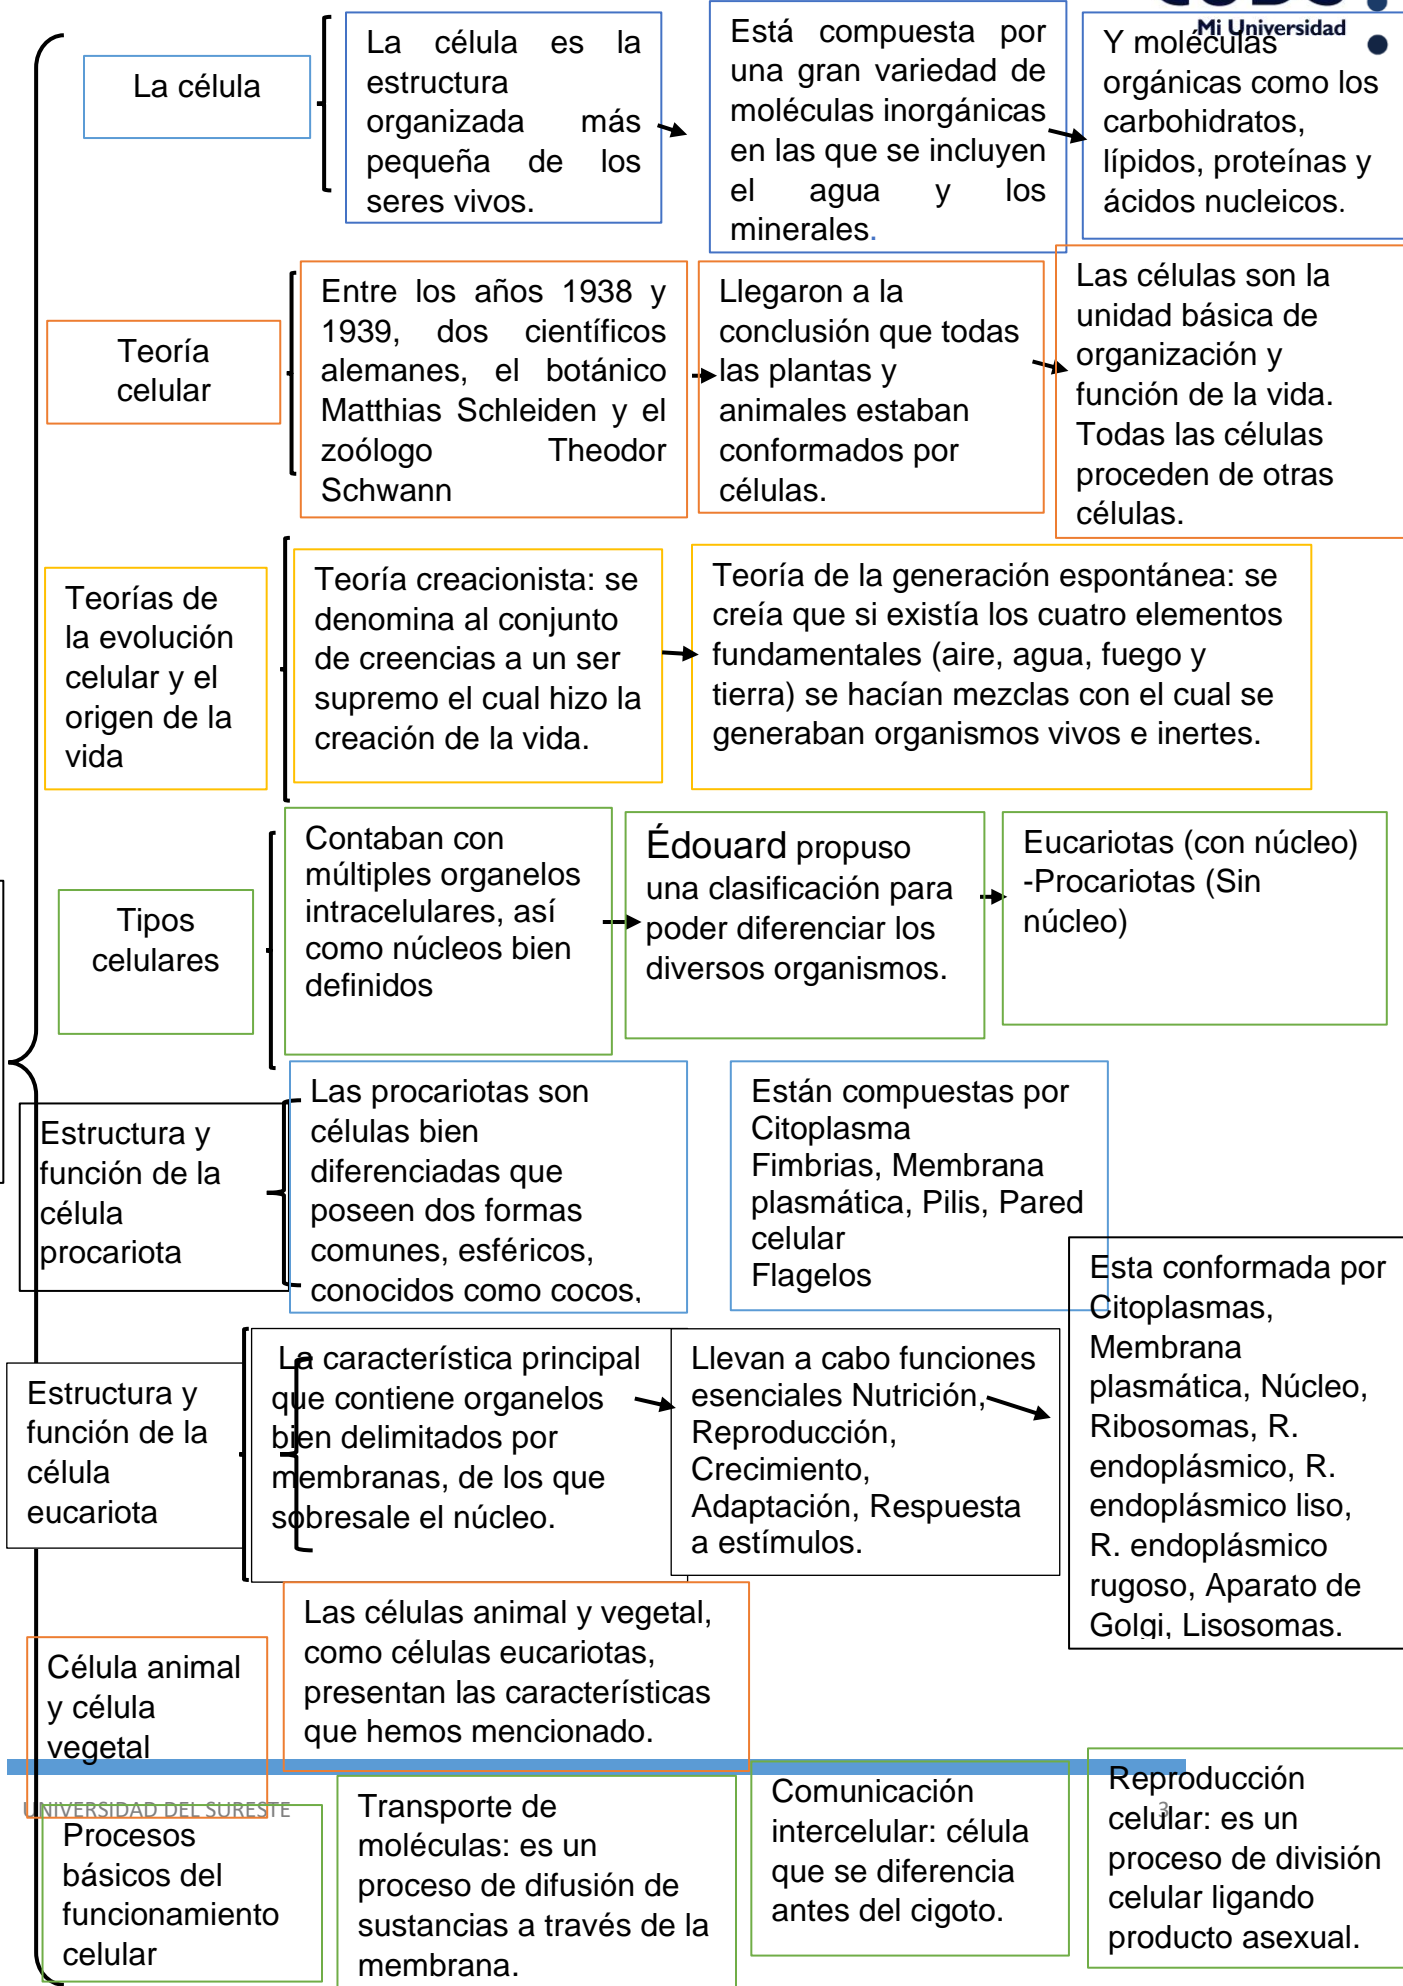 Mi Universidad
La célula
La célula es la
estructura
organizada más
pequeña de los
seres vivos.
Está compuesta por
una gran variedad de
moléculas inorgánicas
en las que se incluyen
el agua y los
minerales.
Y moléculas
orgánicas como los
carbohidratos,
lípidos, proteínas y
ácidos nucleicos.
Teoría
celular
Entre los años 1938 y
1939, dos científicos
alemanes, el botánico
Matthias Schleiden y el
zoólogo Theodor
Schwann
Llegaron a la
conclusión que todas
las plantas y
animales estaban
conformados por
células.
Las células son la
unidad básica de
organización y
función de la vida.
Todas las células
proceden de otras
células.
Teorías de
la evolución
celular y el
origen de la
vida
Teoría creacionista: se
denomina al conjunto
de creencias a un ser
supremo el cual hizo la
creación de la vida.
Teoría de la generación espontánea: se
creía que si existía los cuatro elementos
fundamentales (aire, agua, fuego y
tierra) se hacían mezclas con el cual se
generaban organismos vivos e inertes.
Tipos
celulares
Contaban con
múltiples organelos
intracelulares, así
como núcleos bien
definidos
Édouard propuso
una clasificación para
poder diferenciar los
diversos organismos.
Eucariotas (con núcleo)
-Procariotas (Sin
núcleo)
Estructura y
función de la
célula
procariota
Las procariotas son
células bien
diferenciadas que
poseen dos formas
comunes, esféricos,
conocidos como cocos,
Están compuestas por
Citoplasma
Fimbrias, Membrana
plasmática, Pilis, Pared
celular
Flagelos
Estructura y
función de la
célula
eucariota
La característica principal
que contiene organelos
bien delimitados por
membranas, de los que
sobresale el núcleo.
Llevan a cabo funciones
esenciales Nutrición,
Reproducción,
Crecimiento,
Adaptación, Respuesta
a estímulos.
Esta conformada por
Citoplasmas,
Membrana
plasmática, Núcleo,
Ribosomas, R.
endoplásmico, R.
endoplásmico liso,
R. endoplásmico
rugoso, Aparato de
Golgi, Lisosomas.
Célula animal
y célula
vegetal
Las células animal y vegetal,
como células eucariotas,
presentan las características
que hemos mencionado.
UNIVERSIDAD DEL SURESTE
3
Procesos
básicos del
funcionamiento
celular
Transporte de
moléculas: es un
proceso de difusión de
sustancias a través de la
membrana.
Comunicación
intercelular: célula
que se diferencia
antes del cigoto.
Reproducción
celular: es un
proceso de división
celular ligando
producto asexual.